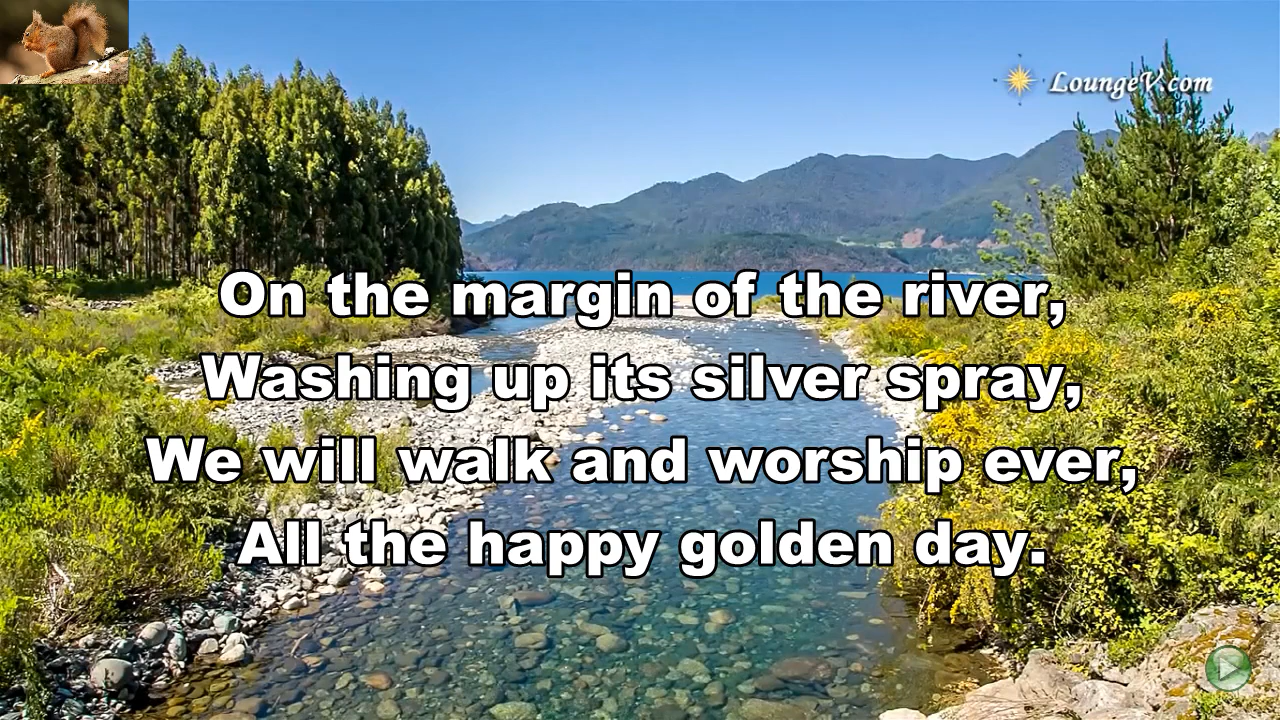 24
LoungeV.com
On the margin of the river,
Washing up its silver spray,
We will walk and worship ever,
All the happy golden day.